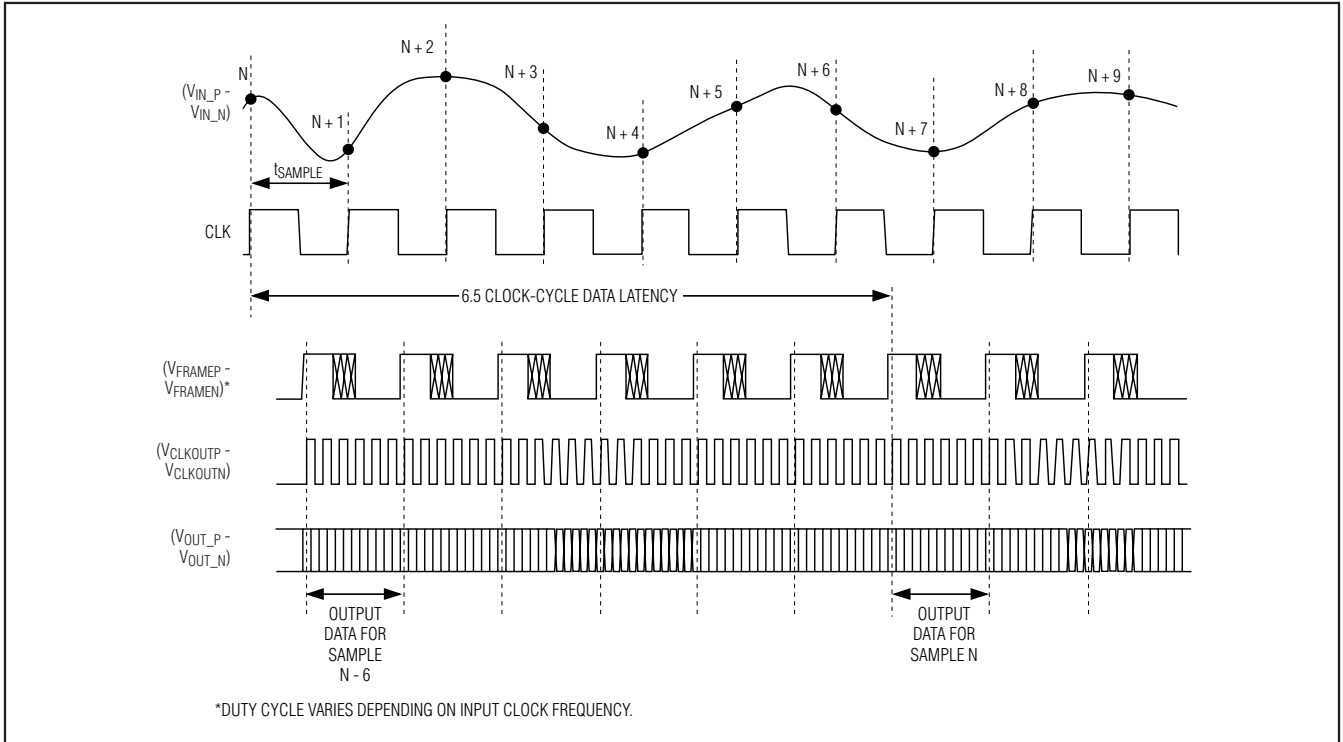 N
N + 1
N + 2
N + 3
N + 4
N + 5
N + 6
N + 7
N + 8
N + 9
(VIN_P -
VIN_N)
tSAMPLE
CLK
6.5 CLOCK-CYCLE DATA LATENCY
(VFRAMEP -
VFRAMEN)*
(VCLKOUTP -
VCLKOUTN)
(VOUT_P -
VOUT_N)
OUTPUT
DATA FOR
SAMPLE
N - 6
OUTPUT
DATA FOR
SAMPLE N
*DUTY CYCLE VARIES DEPENDING ON INPUT CLOCK FREQUENCY.